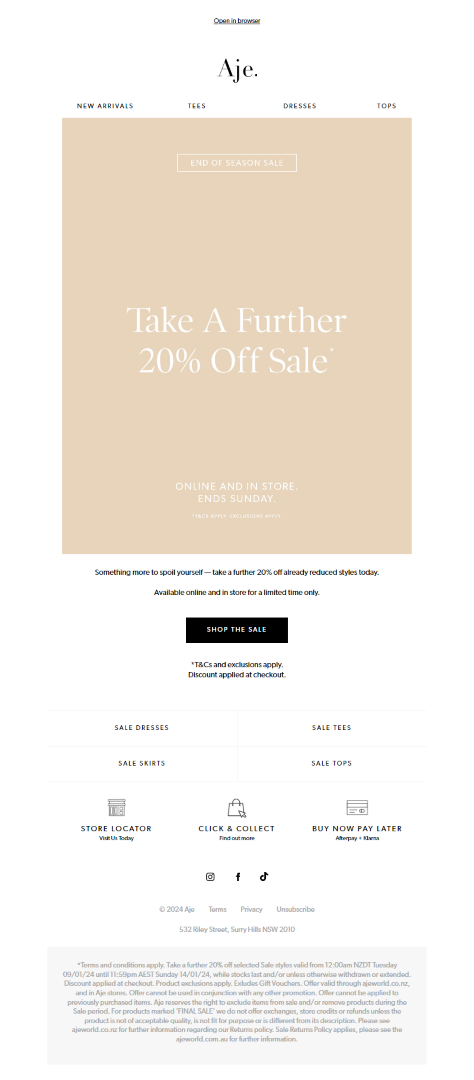 Open in browser
Aje.
NEW ARRIVALS TEES DRESSES TOPS
END OF SEASON SALE
Take A Further
20% Off Sale*
ONLINE AND IN STORE.
ENDS SUNDAY.
*T&CS APPLY. EXCLUSIONS APPLY.
Something more to spoil yourself — take a further 20% off already reduced styles today.
Available online and in store for a limited time only.
SHOP THE SALE
*T&Cs and exclusions apply.
Discount applied at checkout.
SALE DRESSES SALE TEES
SALE SKIRTS SALE TOPS
STORE LOCATOR CLICK & COLLECT BUY NOW PAY LATER
Visit Us Today Find out more Afterpay + Klarna
© 2024 Aje Terms Privacy Unsubscribe
532 Riley Street, Surry Hills NSW 2010
*Terms and conditions apply. Take a further 20% off selected Sale styles valid from 12:00am NZDT Tuesday
09/01/24 until 11:59pm AEST Sunday 14/01/24, while stocks last and/or unless otherwise withdrawn or extended.
Discount applied at checkout. Product exclusions apply. Exludes Gift Vouchers. Offer valid through ajeworld.co.nz,
and in Aje stores. Offer cannot be used in conjunction with any other promotion. Offer cannot be applied to
previously purchased items. Aje reserves the right to exclude items from sale and/or remove products during the
Sale period. For products marked 'FINAL SALE' we do not offer exchanges, store credits or refunds unless the
product is not of acceptable quality, is not fit for purpose or is different from its description. Please see
ajeworld.co.nz for further information regarding our Returns policy. Sale Returns Policy applies, please see the
ajeworld.com.au for further information.